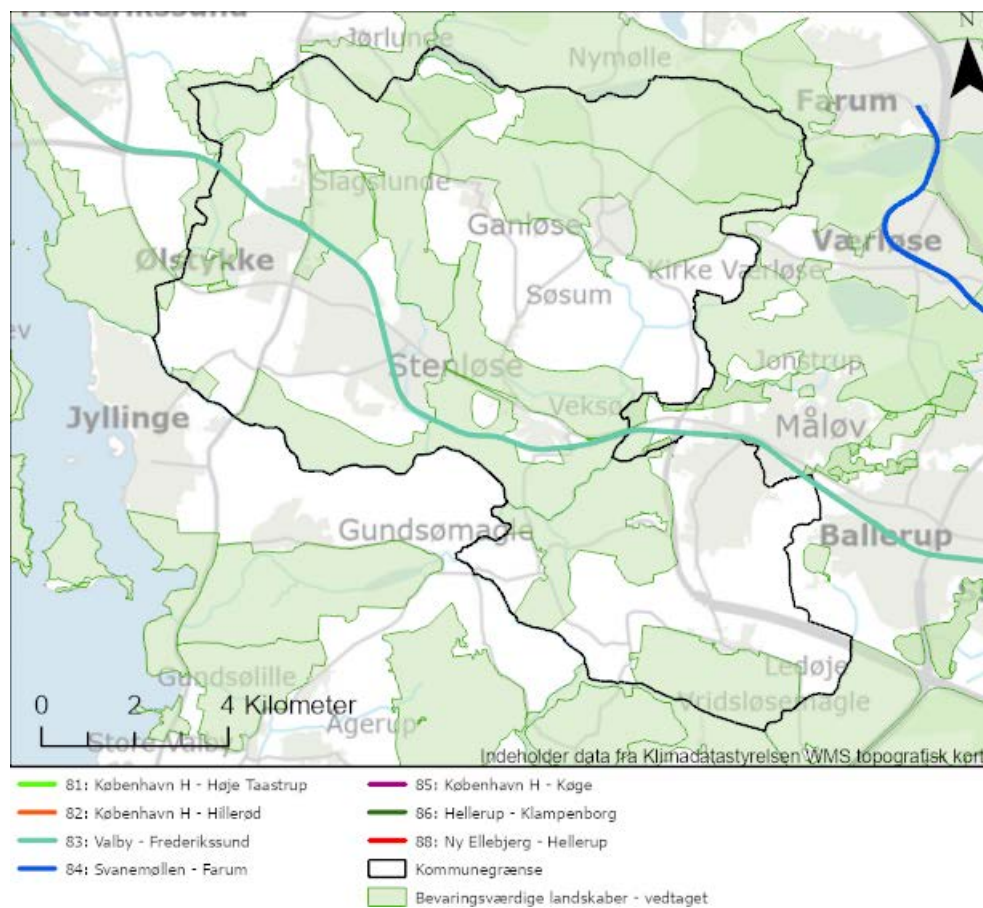 Frederikssund
N
Jørlunde
Nymølle
Farum
Slagslunde
Ganløse
Værløse
Ølstykke
Kirke Værløse
Søsum
Stenløse
Jonstrup
Jyllinge
Veksø
Måløv
Gundsømagle
Ballerup
Gundsølille
Ledøje
Vridsløsemagle
0 2 4 Kilometer
Agerup
Store Valby
Indeholder data fra Klimadatastyrelsen WMS topografisk kort
81: København H - Høje Taastrup
82: København H - Hillerød
83: Valby - Frederikssund
84: Svanemøllen - Farum
85: København H - Køge
86: Hellerup - Klampenborg
88: Ny Ellebjerg - Hellerup
Kommunegrænse
Bevaringsværdige landskaber - vedtaget